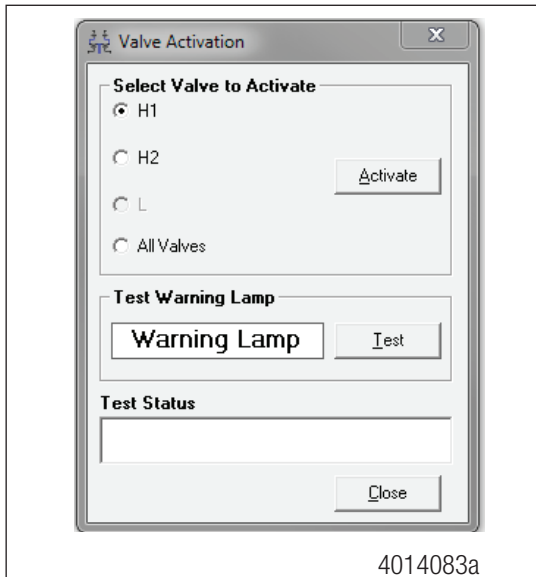 Valve Activation
Select Valve to Activate
H1
H2
Activate
L
All Valves
Test Warning Lamp
Warning Lamp
Test
Test Status
Close
4014083a